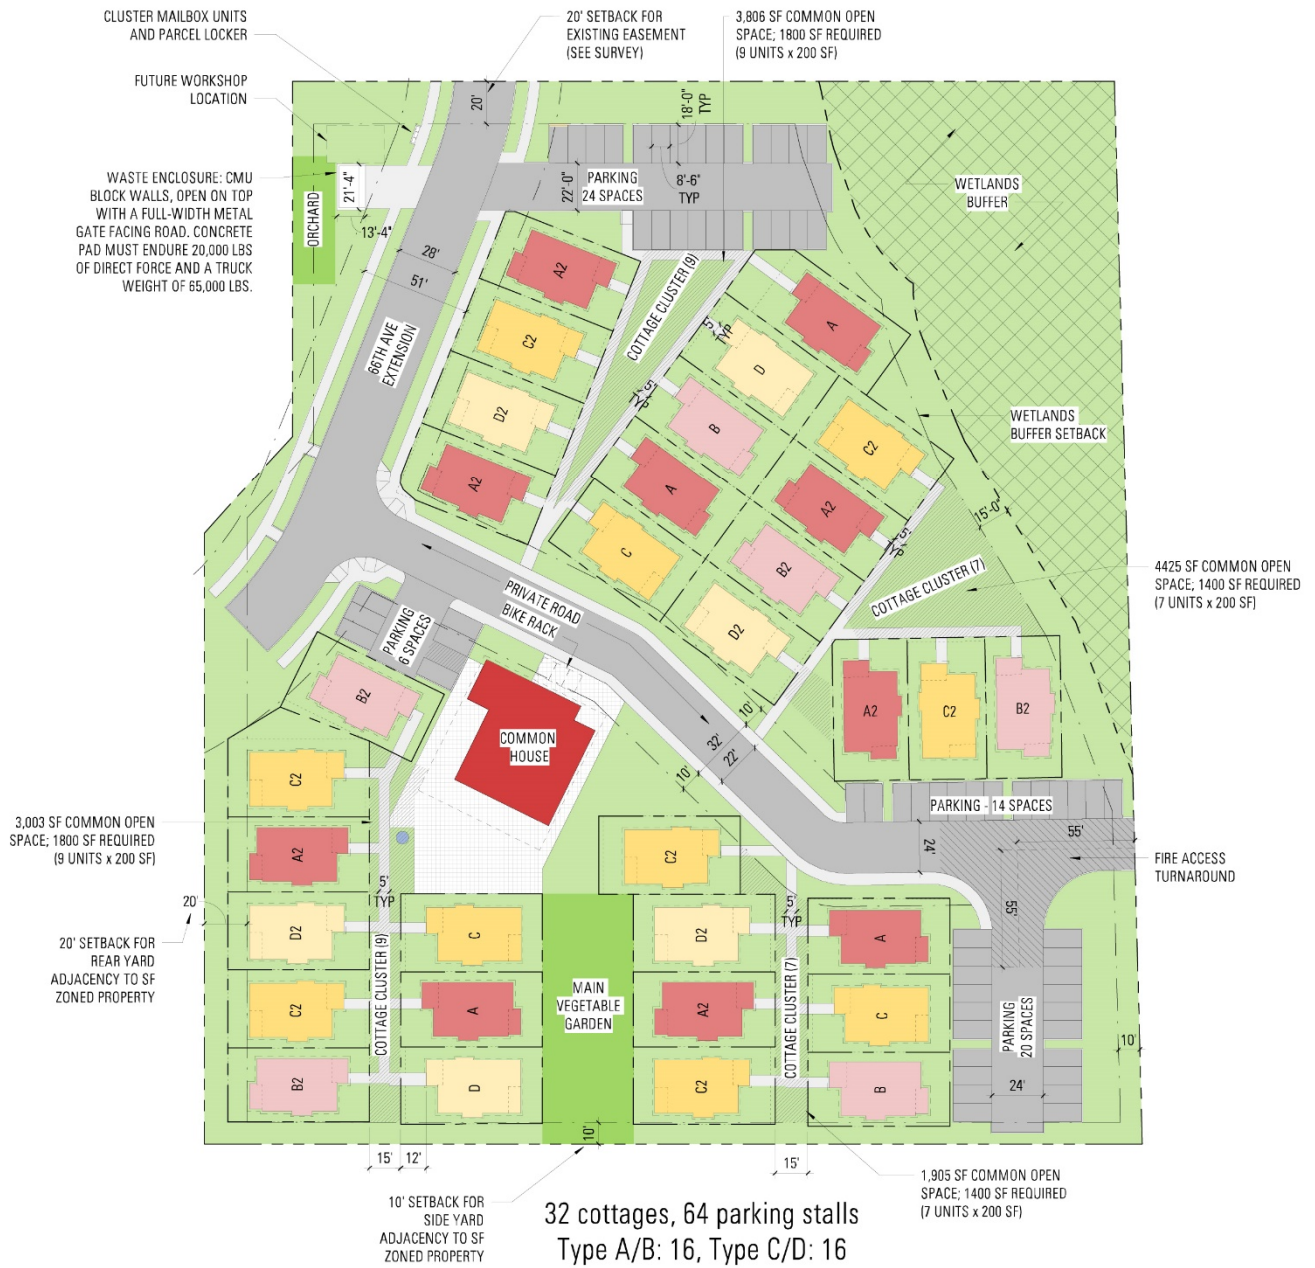 CLUSTER MAILBOX UNITS
AND PARCEL LOCKER
20' SETBACK FOR
EXISTING EASEMENT
(SEE SURVEY)
3,806 SF COMMON OPEN
SPACE; 1800 SF REQUIRED
(9 UNITS x 200 SF)
FUTURE WORKSHOP
LOCATION
20'
18'-0"
TYP
WASTE ENCLOSURE: CMU
BLOCK WALLS, OPEN ON TOP
WITH A FULL-WIDTH METAL
GATE FACING ROAD. CONCRETE
PAD MUST ENDURE 20,000 LBS
OF DIRECT FORCE AND A TRUCK
WEIGHT OF 65,000 LBS.
ORCHARD
21'-4"
13'-4"
22'-0"
PARKING
24 SPACES
8'-6"
TYP
WETLANDS
BUFFER
28'
51'
66TH AVE
EXTENSION
A2
C2
D2
A2
COTTAGE CLUSTER (9)
5'
TYP
5'
TYP
A
D
B
A
C
C2
A2
B2
D2
WETLANDS
BUFFER SETBACK
15'-0"
5'
TYP
COTTAGE CLUSTER (7)
4425 SF COMMON OPEN
SPACE; 1400 SF REQUIRED
(7 UNITS x 200 SF)
PRIVATE ROAD
BIKE RACK
PARKING
6 SPACES
B2
COMMON
HOUSE
A2
C2
B2
10'
32'
22'
10'
PARKING - 14 SPACES
55'
24'
55'
FIRE ACCESS
TURNAROUND
3,003 SF COMMON OPEN
SPACE; 1800 SF REQUIRED
(9 UNITS x 200 SF)
C2
A2
D2
C2
B2
5'
TYP
COTTAGE CLUSTER (9)
C
A
D
20'
20' SETBACK FOR
REAR YARD
ADJACENCY TO SF
ZONED PROPERTY
MAIN
VEGETABLE
GARDEN
C2
D2
A2
C2
5'
TYP
COTTAGE CLUSTER (7)
A
C
B
PARKING
20 SPACES
24'
10'
10'
15'
12'
15'
10' SETBACK FOR
SIDE YARD
ADJACENCY TO SF
ZONED PROPERTY
1,905 SF COMMON OPEN
SPACE; 1400 SF REQUIRED
(7 UNITS x 200 SF)
32 cottages, 64 parking stalls
Type A/B: 16, Type C/D: 16